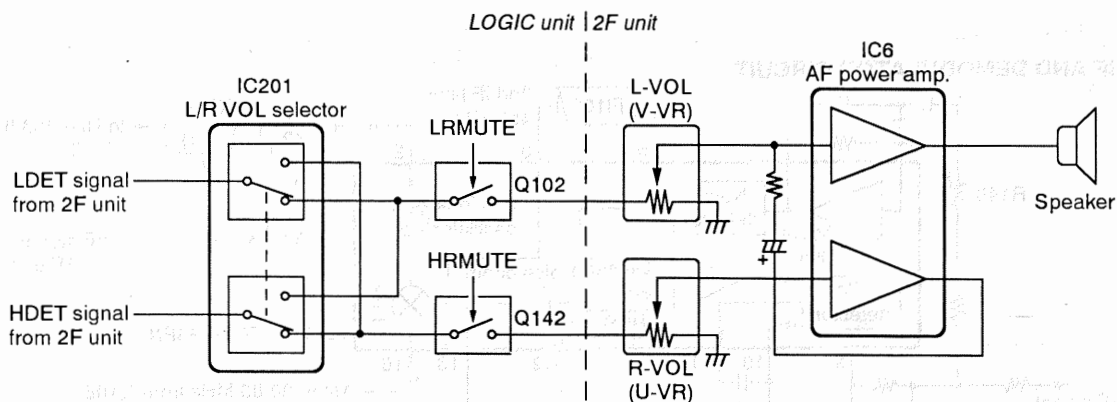 LOGIC unit
2F unit
IC201
L/R VOL selector
LDET signal
from 2F unit
HDET signal
from 2F unit
LRMUTE
Q102
HRMUTE
Q142
L-VOL
(V-VR)
R-VOL
(U-VR)
IC6
AF power amp.
+
Speaker